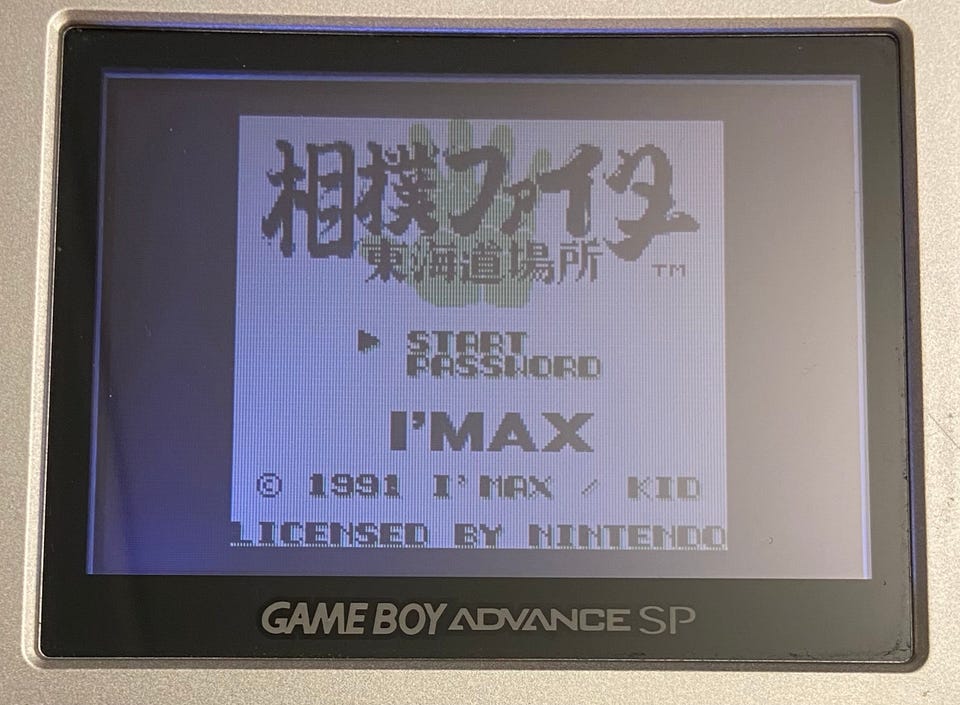 相撲ファイター
東海道場所 ™
START
PASSWORD
I'MAX
© 1991 I'MAX / KID
LICENSED BY NINTENDO
GAME BOY ADVANCE SP